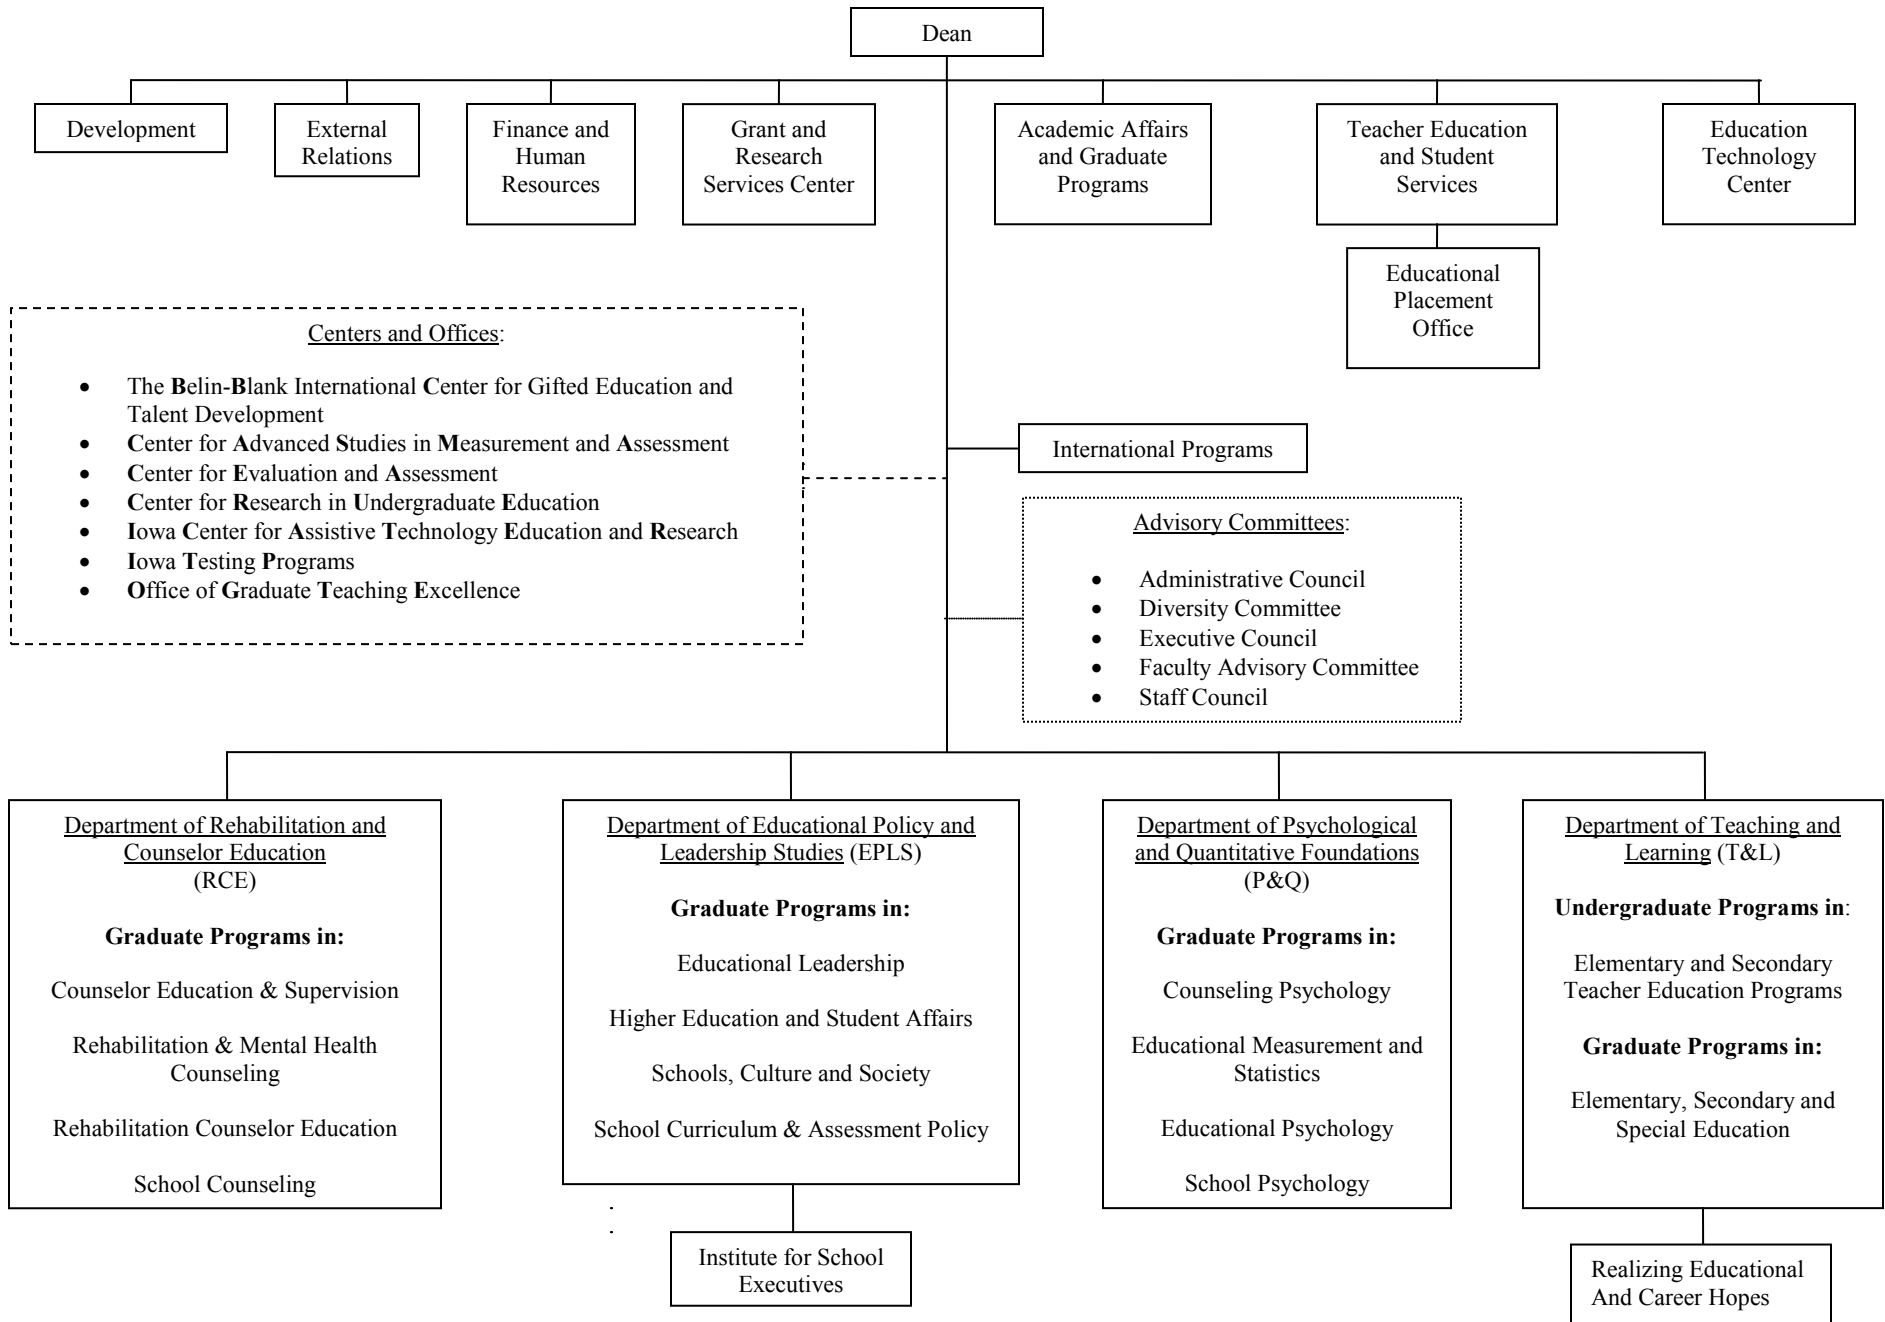 Dean
Development
External
Relations
Finance and
Human
Resources
Grant and
Research
Services Center
Academic Affairs
and Graduate
Programs
Teacher Education
and Student
Services
Education
Technology
Center
Educational
Placement
Office
Centers and Offices:
• The Belin-Blank International Center for Gifted Education and
Talent Development
• Center for Advanced Studies in Measurement and Assessment
• Center for Evaluation and Assessment
• Center for Research in Undergraduate Education
• Iowa Center for Assistive Technology Education and Research
• Iowa Testing Programs
• Office of Graduate Teaching Excellence
International Programs
Advisory Committees:
• Administrative Council
• Diversity Committee
• Executive Council
• Faculty Advisory Committee
• Staff Council
Department of Rehabilitation and
Counselor Education
(RCE)
Graduate Programs in:
Counselor Education & Supervision
Rehabilitation & Mental Health
Counseling
Rehabilitation Counselor Education
School Counseling
Department of Educational Policy and
Leadership Studies (EPLS)
Graduate Programs in:
Educational Leadership
Higher Education and Student Affairs
Schools, Culture and Society
School Curriculum & Assessment Policy
Institute for School
Executives
Department of Psychological
and Quantitative Foundations
(P&Q)
Graduate Programs in:
Counseling Psychology
Educational Measurement and
Statistics
Educational Psychology
School Psychology
Department of Teaching and
Learning (T&L)
Undergraduate Programs in:
Elementary and Secondary
Teacher Education Programs
Graduate Programs in:
Elementary, Secondary and
Special Education
Realizing Educational
And Career Hopes